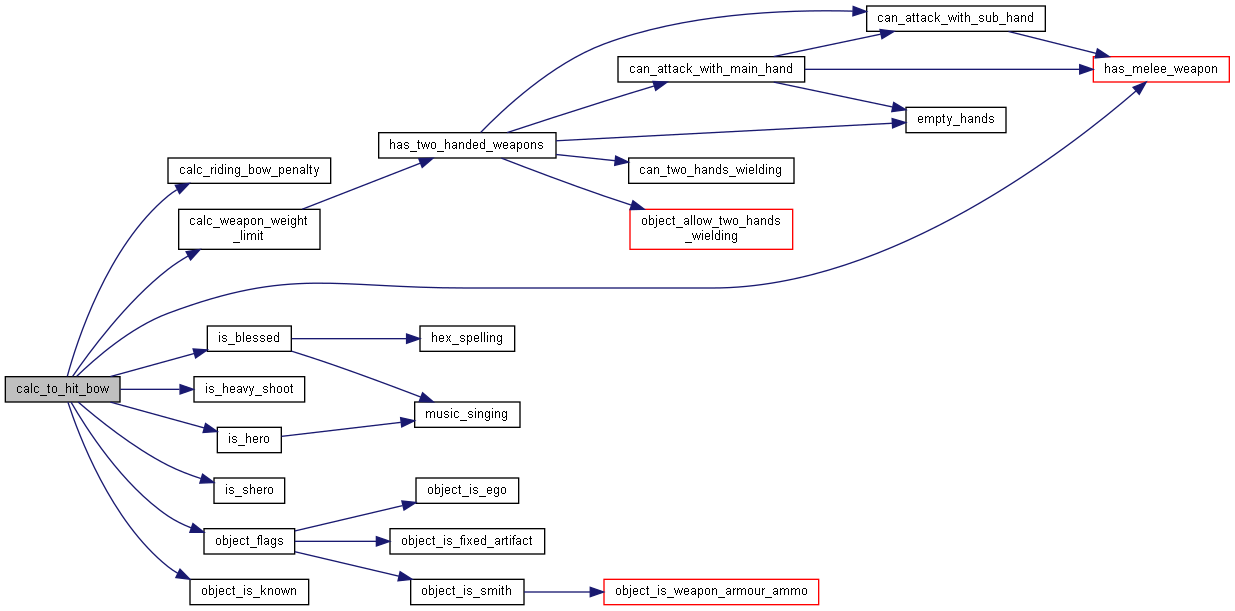 can_attack_with_sub_hand
can_attack_with_main_hand
has_melee_weapon
empty_hands
has_two_handed_weapons
calc_riding_bow_penalty
can_two_hands_wielding
calc_weapon_weight
_limit
object_allow_two_hands
_wielding
is_blessed
hex_spelling
calc_to_hit_bow
is_heavy_shoot
music_singing
is_hero
is_shero
object_is_ego
object_flags
object_is_fixed_artifact
object_is_known
object_is_smith
object_is_weapon_armour_ammo